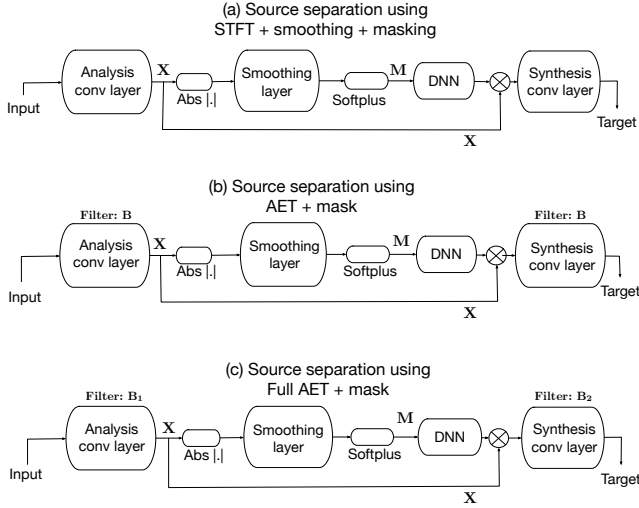 (a) Source separation using
STFT + smoothing + masking
Input
Analysis
conv layer
X
Abs |.|
Smoothing
layer
Softplus
M
DNN
X
Synthesis
conv layer
Target
(b) Source separation using
AET + mask
Filter: B
Input
Analysis
conv layer
X
Abs |.|
Smoothing
layer
Softplus
M
DNN
X
Filter: B
Synthesis
conv layer
Target
(c) Source separation using
Full AET + mask
Filter: B₁
Input
Analysis
conv layer
X
Abs |.|
Smoothing
layer
Softplus
M
DNN
X
Filter: B₂
Synthesis
conv layer
Target